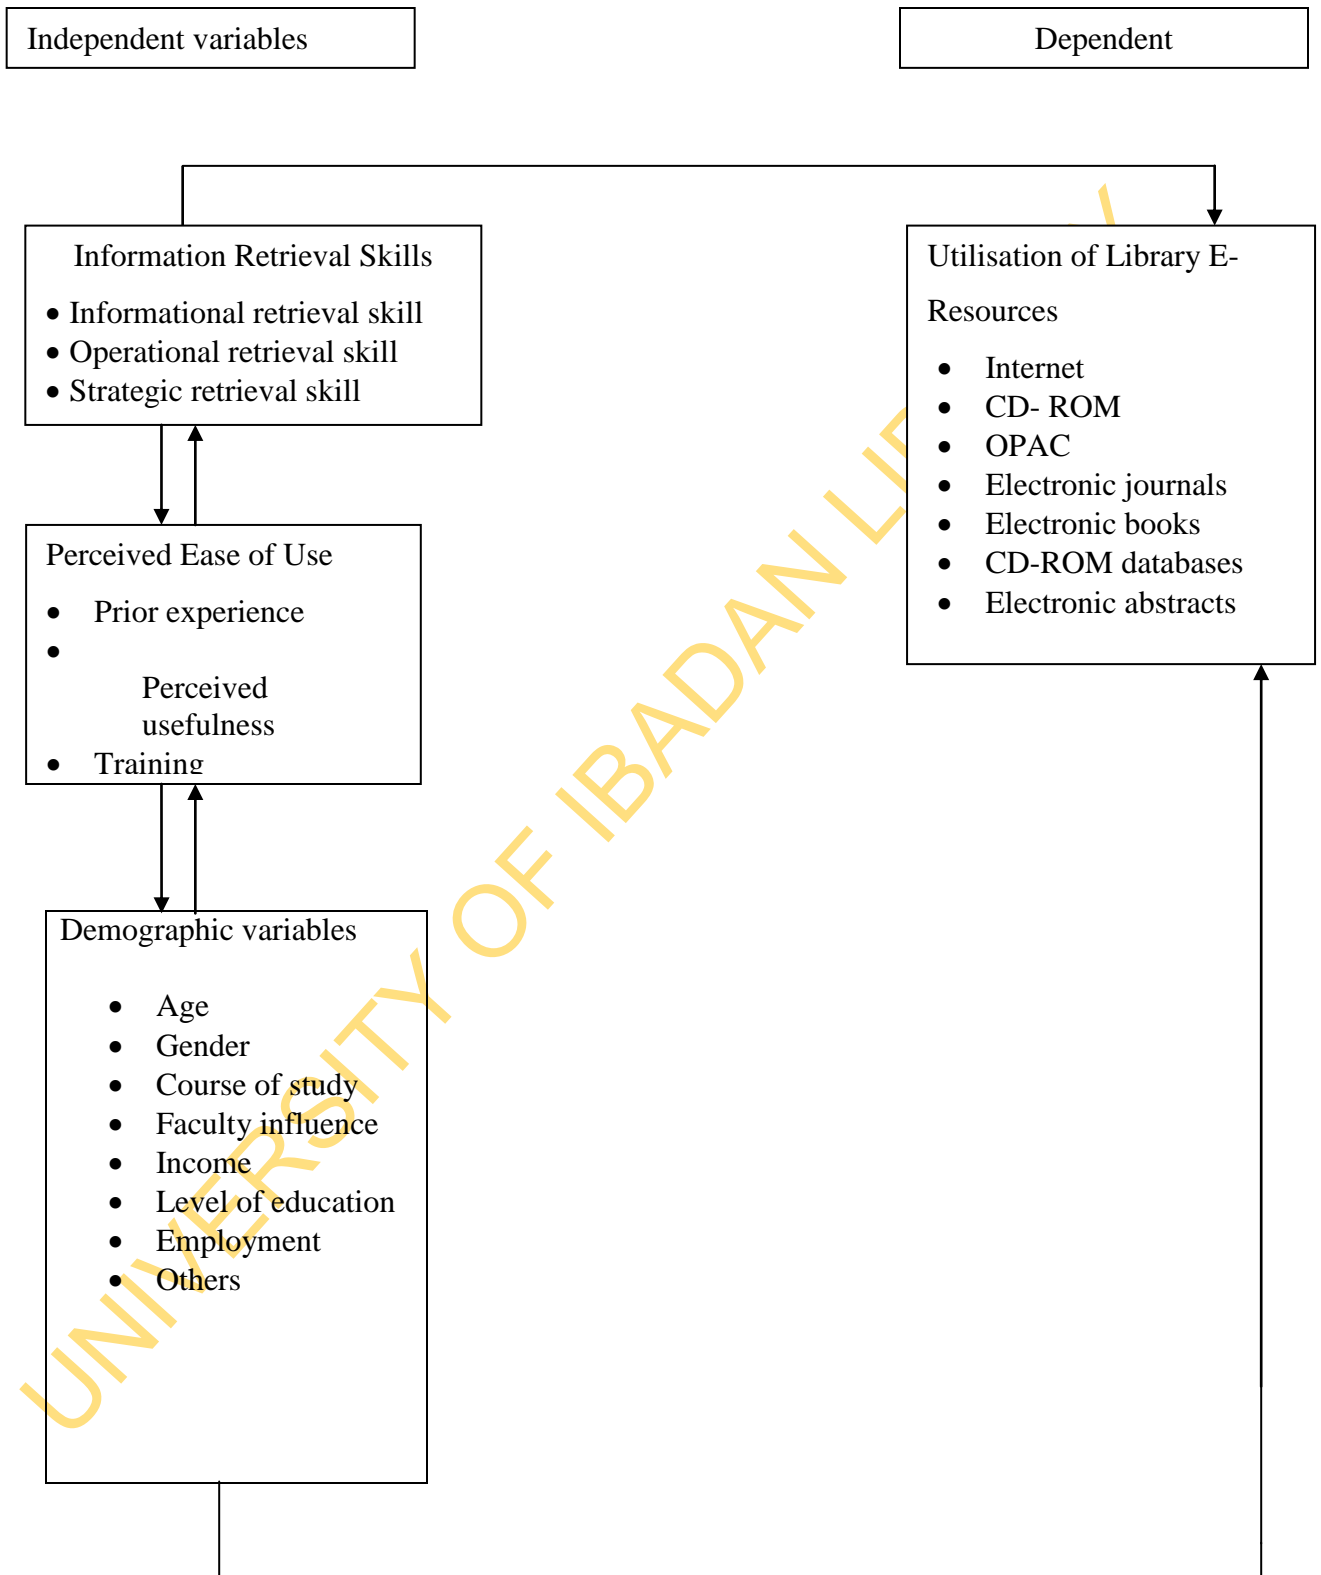 Independent variables
Dependent
Information Retrieval Skills
• Informational retrieval skill
• Operational retrieval skill
• Strategic retrieval skill
Perceived Ease of Use
• Prior experience
•
Perceived
usefulness
• Training
Demographic variables
• Age
• Gender
• Course of study
• Faculty influence
• Income
• Level of education
• Employment
• Others
Utilisation of Library E-
Resources
• Internet
• CD- ROM
• OPAC
• Electronic journals
• Electronic books
• CD-ROM databases
• Electronic abstracts
UNIVERSITY OF IBADAN